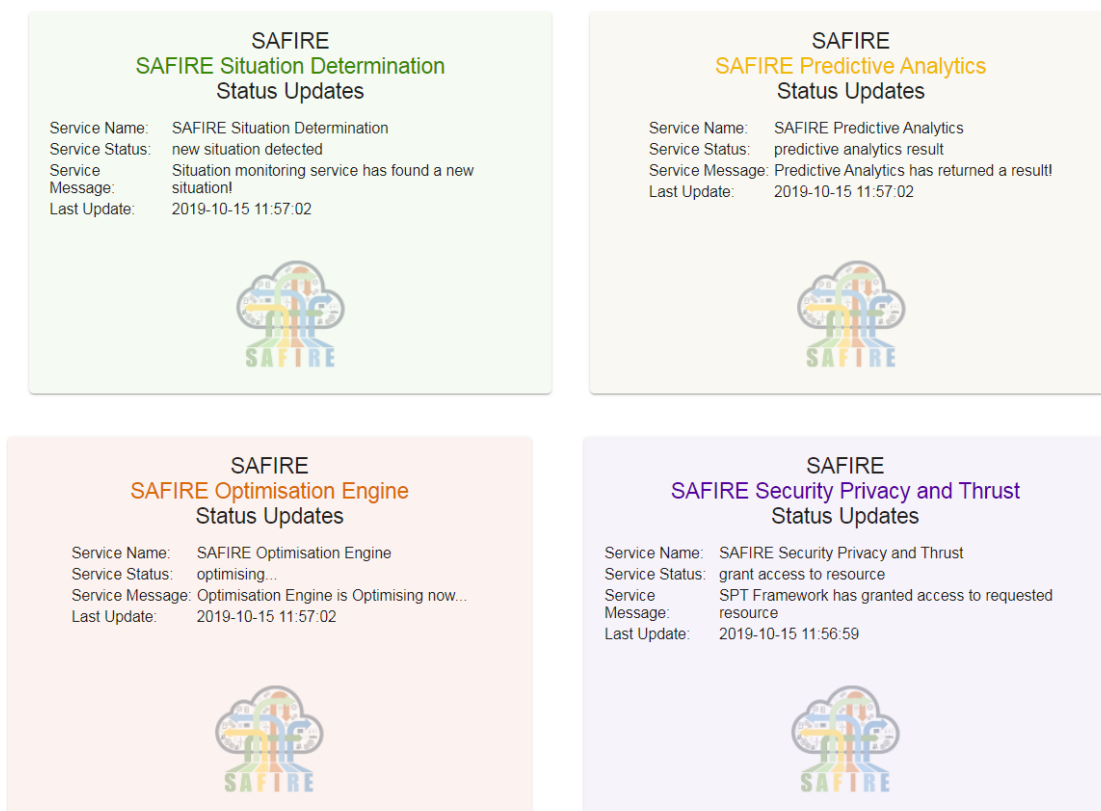 SAFIRE
SAFIRE Situation Determination
Status Updates
Service Name: SAFIRE Situation Determination
Service Status: new situation detected
Service Message: Situation monitoring service has found a new
situation!
Last Update: 2019-10-15 11:57:02
SAFIRE
SAFIRE
SAFIRE Predictive Analytics
Status Updates
Service Name: SAFIRE Predictive Analytics
Service Status: predictive analytics result
Service Message: Predictive Analytics has returned a result!
Last Update: 2019-10-15 11:57:02
SAFIRE
SAFIRE
SAFIRE Optimisation Engine
Status Updates
Service Name: SAFIRE Optimisation Engine
Service Status: optimising...
Service Message: Optimisation Engine is Optimising now...
Last Update: 2019-10-15 11:57:02
SAFIRE
SAFIRE
SAFIRE Security Privacy and Thrust
Status Updates
Service Name: SAFIRE Security Privacy and Thrust
Service Status: grant access to resource
Service Message: SPT Framework has granted access to requested
resource
Last Update: 2019-10-15 11:56:59
SAFIRE